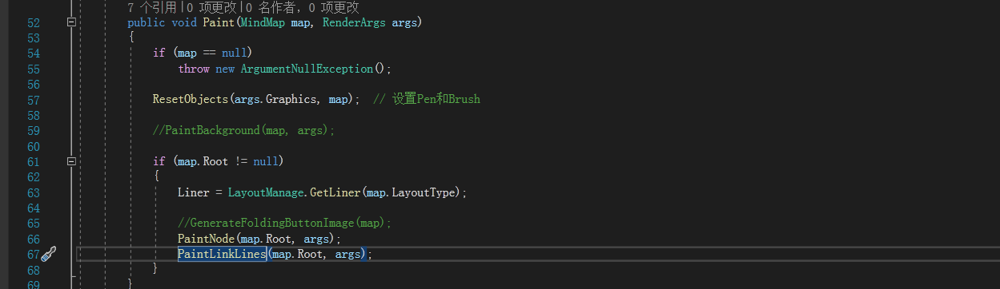 7 个引用|0 项更改|0 名作者, 0 项更改
52 public void Paint(MindMap map, RenderArgs args)
53 {
54 if (map == null)
55 throw new ArgumentNullException();
56
57 ResetObjects(args.Graphics, map); // 设置Pen和Brush
58
59 //PaintBackground(map, args);
60
61 if (map.Root != null)
62 {
63 Liner = LayoutManage.GetLiner(map.LayoutType);
64
65 //GenerateFoldingButtonImage(map);
66 PaintNode(map.Root, args);
67 PaintLinkLines(map.Root, args);
68 }
69 }